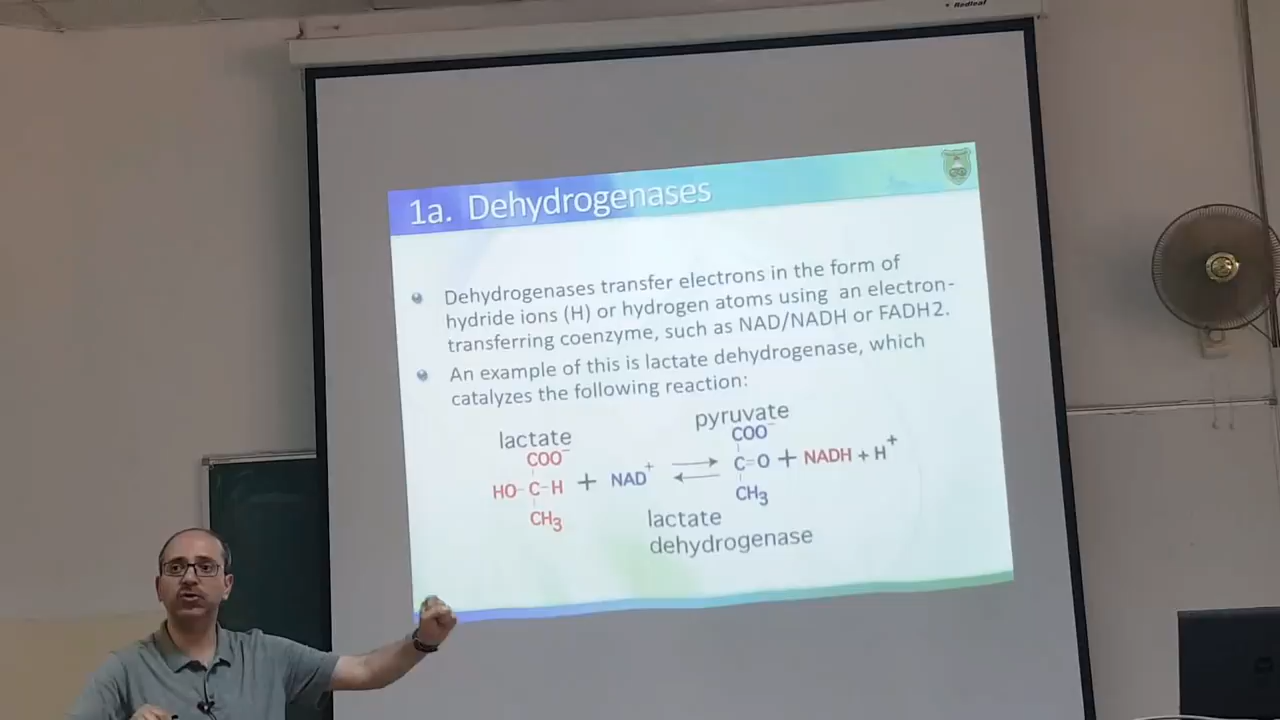 Redleaf
1a. Dehydrogenases
Dehydrogenases transfer electrons in the form of
hydride ions (H) or hydrogen atoms using an electron-
transferring coenzyme, such as NAD/NADH or FADH2.
An example of this is lactate dehydrogenase, which
catalyzes the following reaction:
lactate
COO⁻
HO-C-H + NAD⁺
CH₃
pyruvate
COO⁻
C=O + NADH + H⁺
CH₃
lactate
dehydrogenase